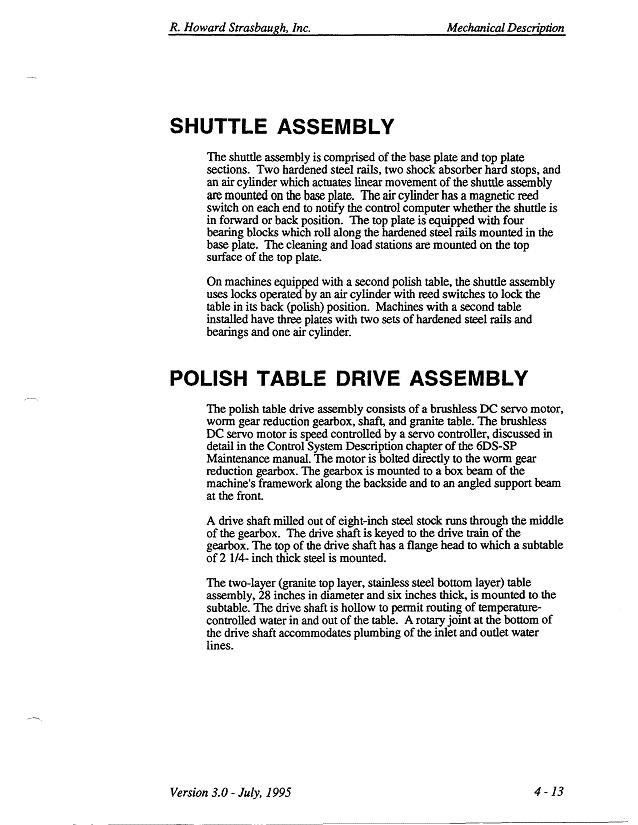 R. Howard Strasbaugh, Inc. Mechanical Description
SHUTTLE ASSEMBLY
The shuttle assembly is comprised of the base plate and top plate
sections. Two hardened steel rails, two shock absorber hard stops, and
an air cylinder which actuates linear movement of the shuttle assembly
are mounted on the base plate. The air cylinder has a magnetic reed
switch on each end to notify the control computer whether the shuttle is
in forward or back position. The top plate is equipped with four
bearing blocks which roll along the hardened steel rails mounted in the
base plate. The cleaning and load stations are mounted on the top
surface of the top plate.
On machines equipped with a second polish table, the shuttle assembly
uses locks operated by an air cylinder with reed switches to lock the
table in its back (polish) position. Machines with a second table
installed have three plates with two sets of hardened steel rails and
bearings and one air cylinder.
POLISH TABLE DRIVE ASSEMBLY
The polish table drive assembly consists of a brushless DC servo motor,
worm gear reduction gearbox, shaft, and granite table. The brushless
DC servo motor is speed controlled by a servo controller, discussed in
detail in the Control System Description chapter of the 6DS-SP
Maintenance manual. The motor is bolted directly to the worm gear
reduction gearbox. The gearbox is mounted to a box beam of the
machine's framework along the backside and to an angled support beam
at the front.
A drive shaft milled out of eight-inch steel stock runs through the middle
of the gearbox. The drive shaft is keyed to the drive train of the
gearbox. The top of the drive shaft has a flange head to which a subtable
of 2 1/4- inch thick steel is mounted.
The two-layer (granite top layer, stainless steel bottom layer) table
assembly, 28 inches in diameter and six inches thick, is mounted to the
subtable. The drive shaft is hollow to permit routing of temperature-
controlled water in and out of the table. A rotary joint at the bottom of
the drive shaft accommodates plumbing of the inlet and outlet water
lines.
Version 3.0 - July, 1995 4 - 13